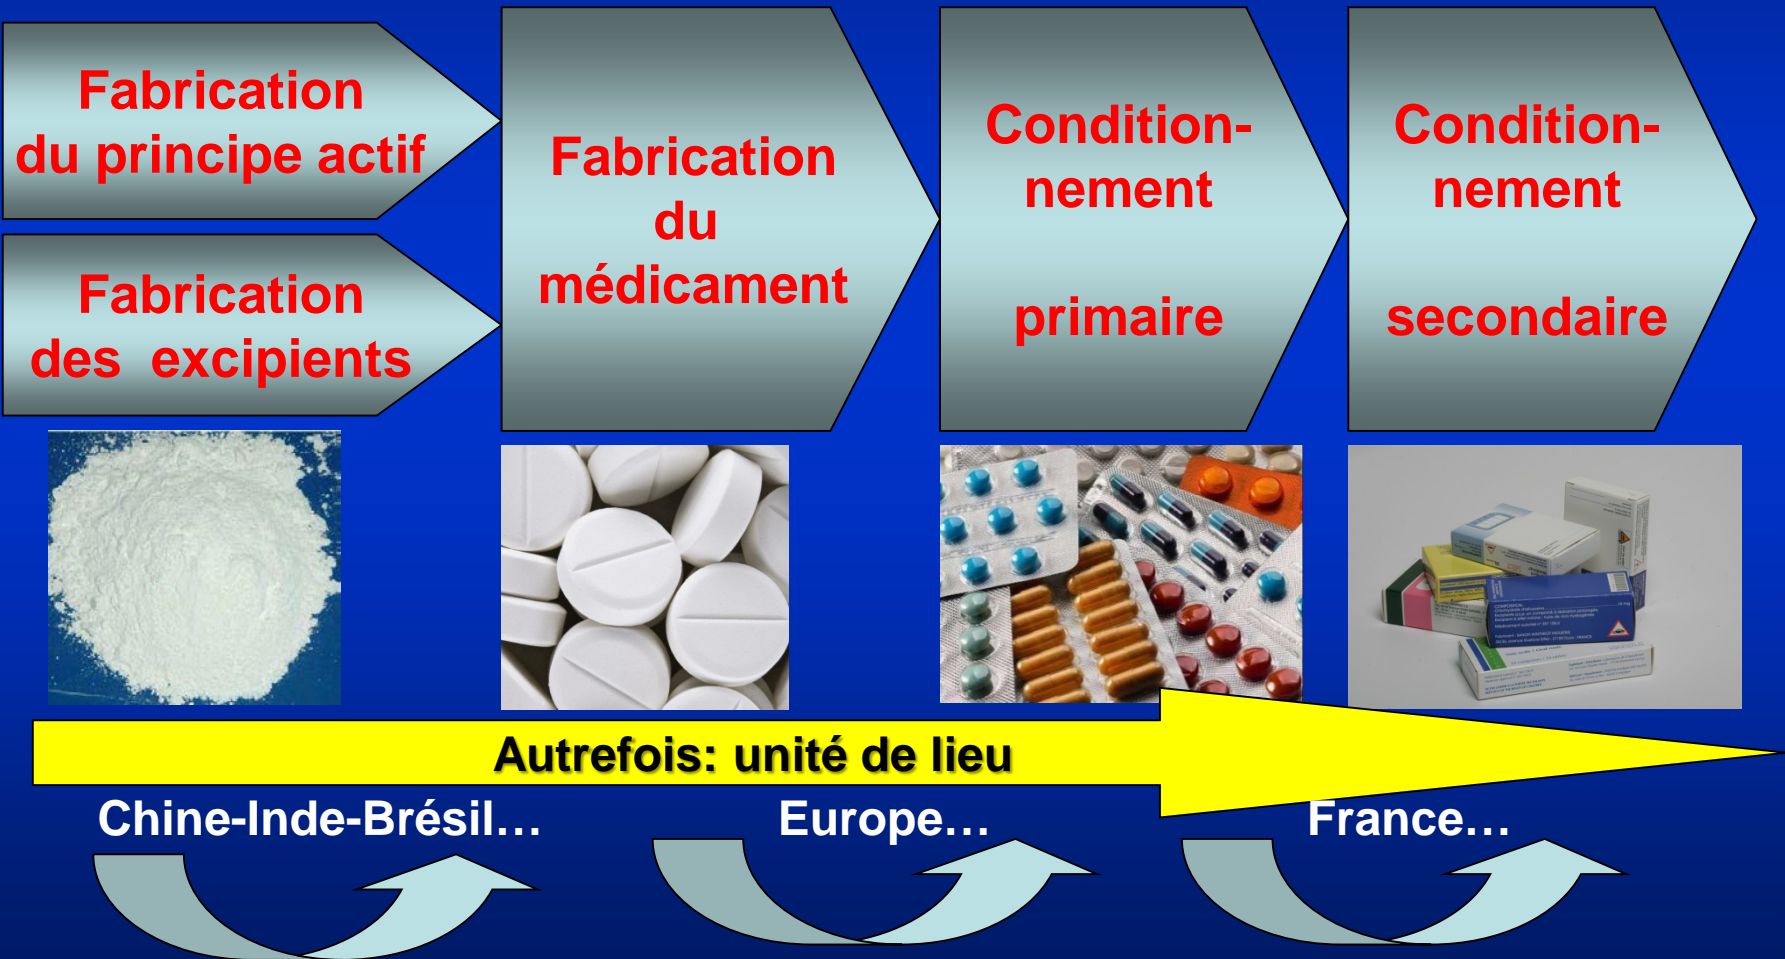 Fabrication
du principe actif
Fabrication
des  excipients
Fabrication
du
médicament
Condition-
nement
primaire
Condition-
nement
secondaire
Autrefois: unité de lieu
Chine-Inde-Brésil…
Europe…
France…